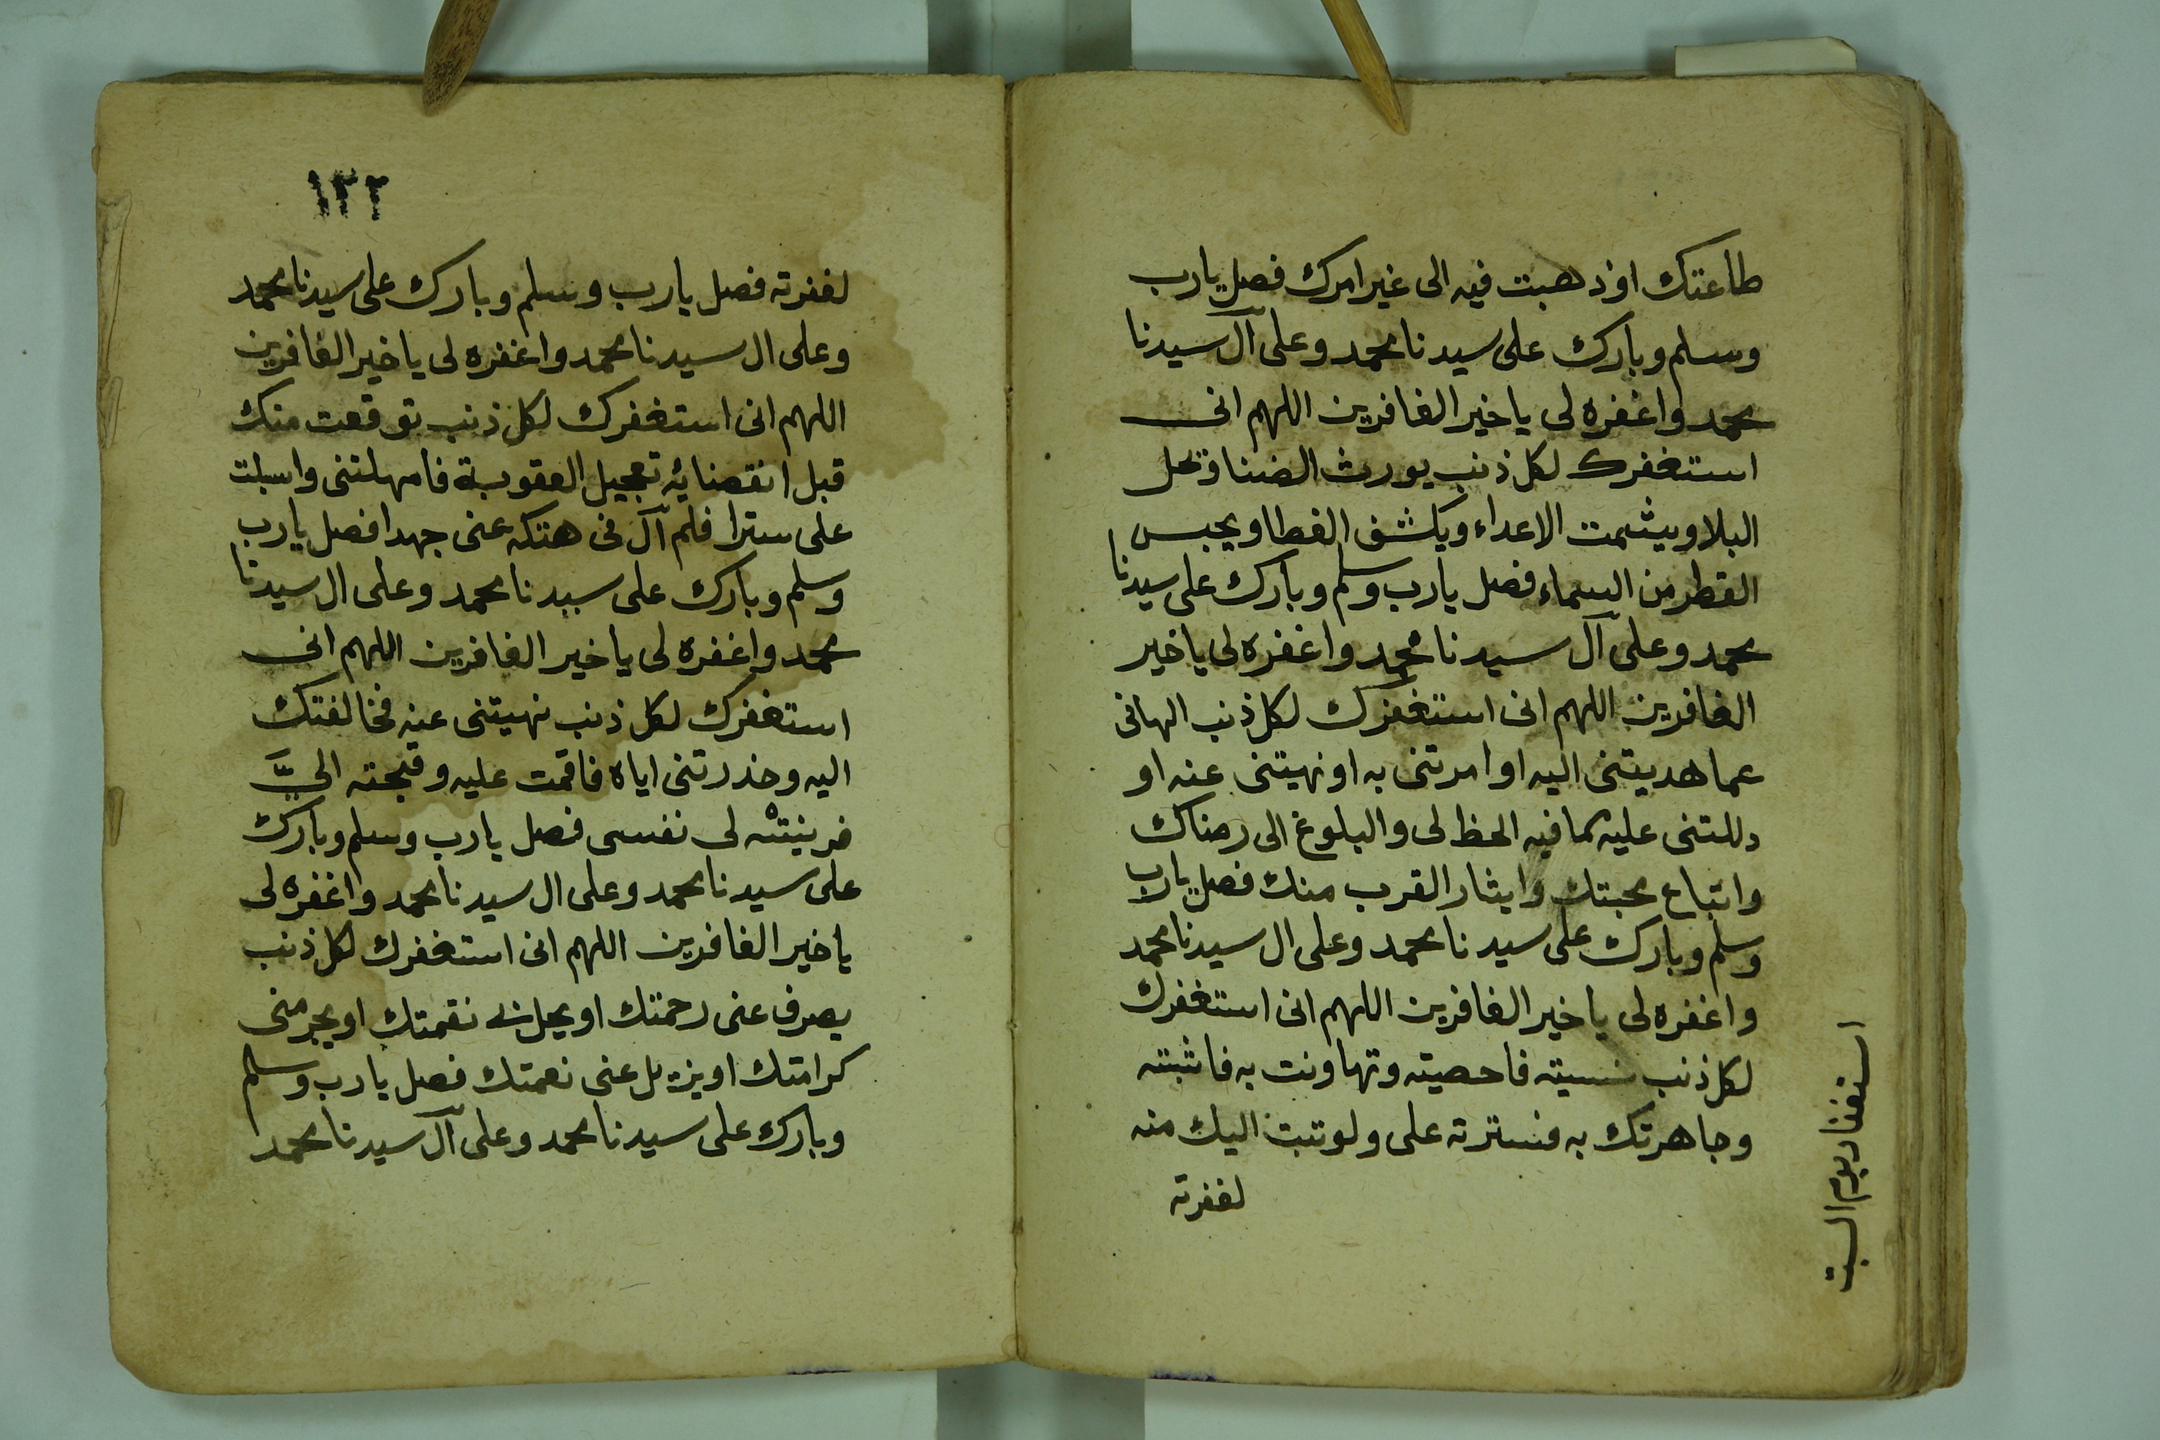 طاعتك اوذهبت فيه الى غير امرك فصل يارب
وسلم وبارك على سيدنا محمد وعلى آل سيدنا
محمد واغفره لى ياخير الغافرين اللهم انى
استغفرك لكل ذنب يورث الضنا ويحل
البلا ويشمت الاعداء ويكشف الغطا ويحبس
القطر من السماء فصل يارب وسلم وبارك على سيدنا
محمد وعلى آل سيدنا محمد واغفره لى ياخير
الغافرين اللهم انى استغفرك لكل ذنب الهانى
عما هديتنى اليه او امرتنى به او نهيتنى عنه او
دللتنى عليه مما فيه الحظ لى والبلوغ الى رضاك
واتباع محبتك وايثار القرب منك فصل يارب
وسلم وبارك على سيدنا محمد وعلى ال سيدنا محمد
واغفره لى ياخير الغافرين اللهم انى استغفرك
لكل ذنب نسيته فاحصيته وتهاونت به فاثبته
وجاهرتك به فسترته على ولو تبت اليك منه
لغفرته
استغفار يوم السبت
١٢٢
لغفرته فصل يارب وسلم وبارك على سيدنا محمد
وعلى ال سيدنا محمد واغفره لى ياخير الغافرين
اللهم انى استغفرك لكل ذنب توقعت منك
قبل انقضائه تعجيل العقوبة فامهلتنى واسبلت
على سترا فلم آل فى هتكه عنى جهدا فصل يارب
وسلم وبارك على سيدنا محمد وعلى ال سيدنا
محمد واغفره لى ياخير الغافرين اللهم انى
استغفرك لكل ذنب نهيتنى عنه فخالفتك
اليه وحذرتنى اياه فاقمت عليه وقبحته الىَّ
فزينته لى نفسى فصل يارب وسلم وبارك
على سيدنا محمد وعلى ال سيدنا محمد واغفره لى
ياخير الغافرين اللهم انى استغفرك لكل ذنب
يصرف عنى رحمتك او يحل بى نقمتك او يحرمنى
كرامتك او يزيل عنى نعمتك فصل يارب وسلم
وبارك على سيدنا محمد وعلى آل سيدنا محمد